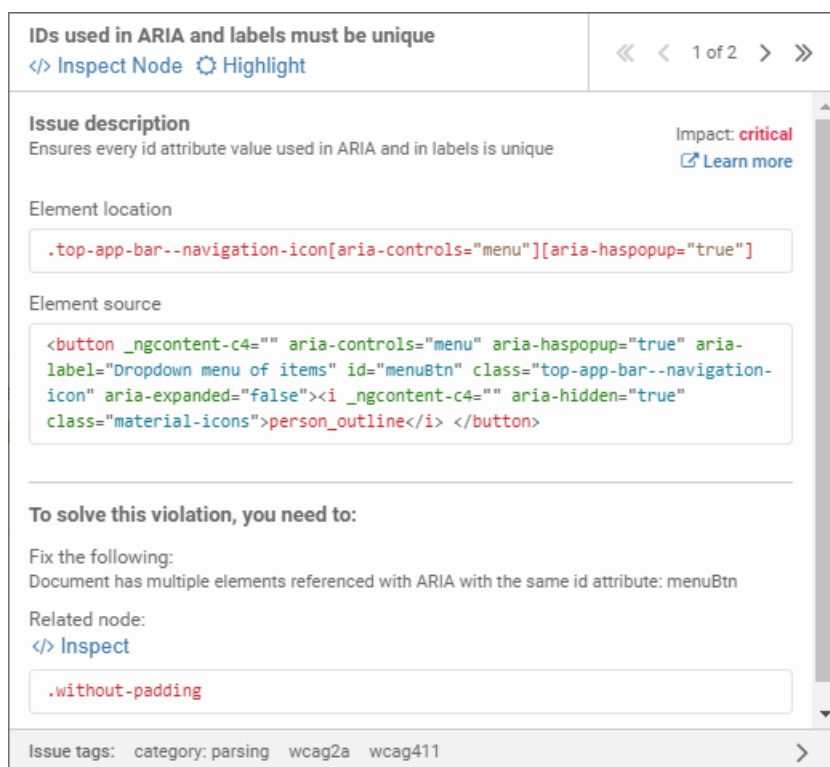 IDs used in ARIA and labels must be unique
</> Inspect Node Highlight
1 of 2
Issue description
Ensures every id attribute value used in ARIA and in labels is unique
Impact: critical
Learn more
Element location
.top-app-bar--navigation-icon[aria-controls="menu"][aria-haspopup="true"]
Element source
<button _ngcontent-c4="" aria-controls="menu" aria-haspopup="true" aria-
label="Dropdown menu of items" id="menuBtn" class="top-app-bar--navigation-
icon" aria-expanded="false"><i _ngcontent-c4="" aria-hidden="true"
class="material-icons">person_outline</i> </button>
To solve this violation, you need to:
Fix the following:
Document has multiple elements referenced with ARIA with the same id attribute: menuBtn
Related node:
</> Inspect
.without-padding
Issue tags: category: parsing wcag2a wcag411